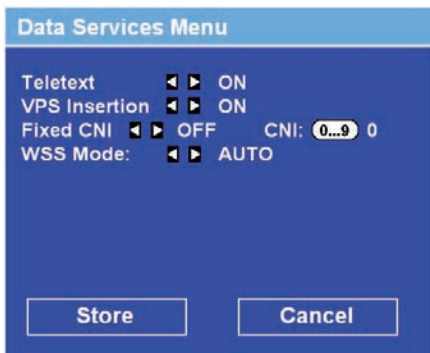 Data Services Menu
Teletext ◄ ► ON
VPS Insertion ◄ ► ON
Fixed CNI ◄ ► OFF CNI: 0...9 0
WSS Mode: ◄ ► AUTO
Store Cancel